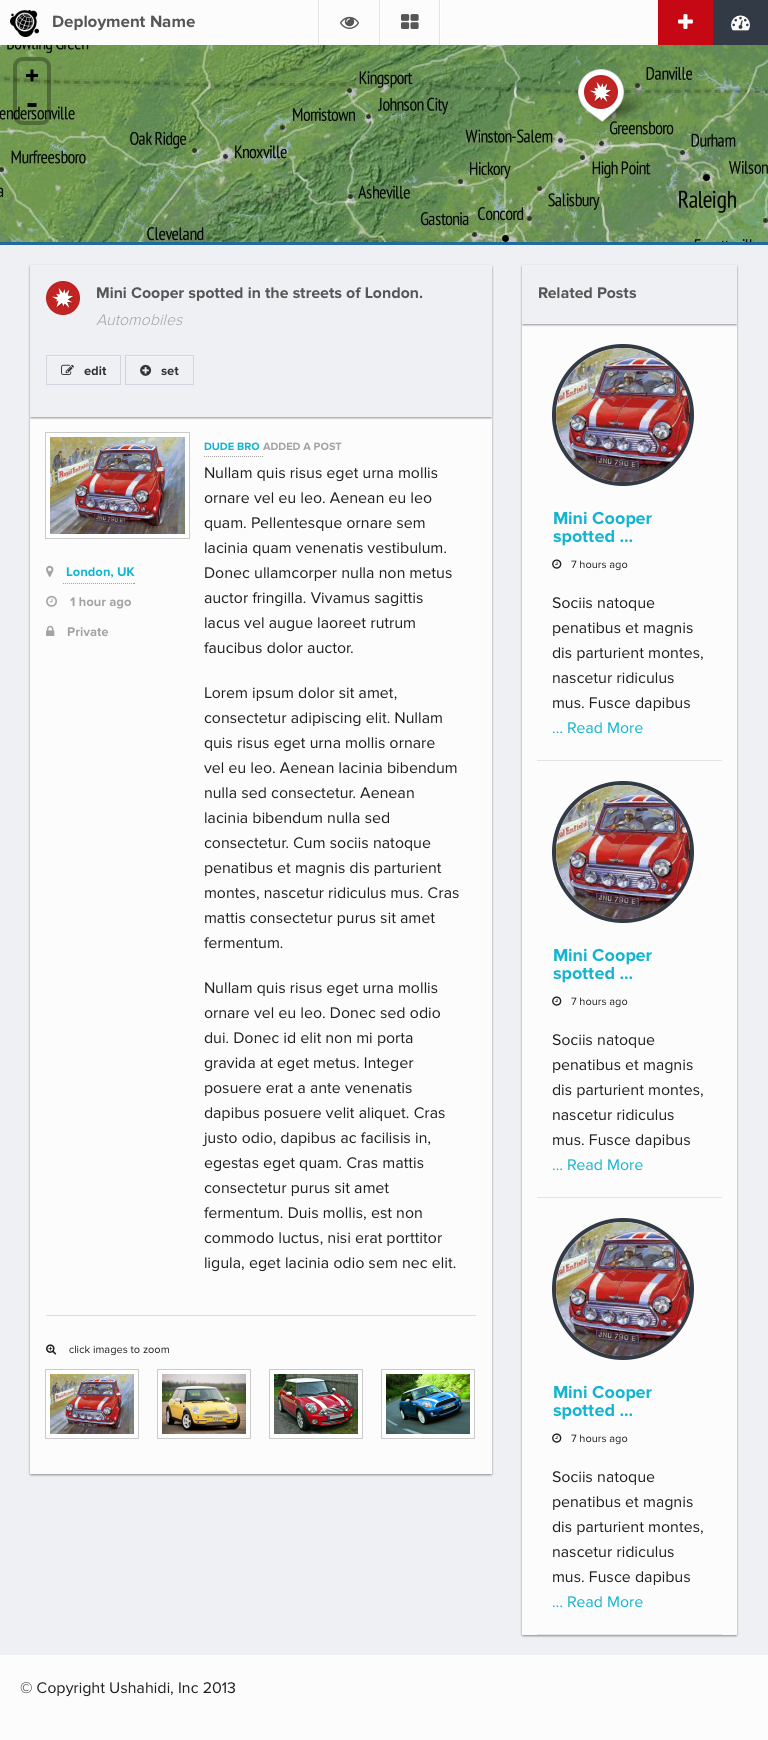 Deployment Name
Bowling Green
Kingsport
Danville
endersonville
Morristown
Johnson City
Oak Ridge
Winston-Salem
Greensboro
Durham
Murfreesboro
Knoxville
Hickory
High Point
Wilson
a
Asheville
Salisbury
Raleigh
Gastonia
Concord
Cleveland
Mini Cooper spotted in the streets of London.
Automobiles
edit
set
DUDE BRO ADDED A POST
London, UK
1 hour ago
Private
Nullam quis risus eget urna mollis
ornare vel eu leo. Aenean eu leo
quam. Pellentesque ornare sem
lacinia quam venenatis vestibulum.
Donec ullamcorper nulla non metus
auctor fringilla. Vivamus sagittis
lacus vel augue laoreet rutrum
faucibus dolor auctor.
Lorem ipsum dolor sit amet,
consectetur adipiscing elit. Nullam
quis risus eget urna mollis ornare
vel eu leo. Aenean lacinia bibendum
nulla sed consectetur. Aenean
lacinia bibendum nulla sed
consectetur. Cum sociis natoque
penatibus et magnis dis parturient
montes, nascetur ridiculus mus. Cras
mattis consectetur purus sit amet
fermentum.
Nullam quis risus eget urna mollis
ornare vel eu leo. Donec sed odio
dui. Donec id elit non mi porta
gravida at eget metus. Integer
posuere erat a ante venenatis
dapibus posuere velit aliquet. Cras
justo odio, dapibus ac facilisis in,
egestas eget quam. Cras mattis
consectetur purus sit amet
fermentum. Duis mollis, est non
commodo luctus, nisi erat porttitor
ligula, eget lacinia odio sem nec elit.
click images to zoom
Related Posts
JNU 790 E
Mini Cooper
spotted ...
7 hours ago
Sociis natoque
penatibus et magnis
dis parturient montes,
nascetur ridiculus
mus. Fusce dapibus
... Read More
JNU 790 E
Mini Cooper
spotted ...
7 hours ago
Sociis natoque
penatibus et magnis
dis parturient montes,
nascetur ridiculus
mus. Fusce dapibus
... Read More
JNU 790 E
Mini Cooper
spotted ...
7 hours ago
Sociis natoque
penatibus et magnis
dis parturient montes,
nascetur ridiculus
mus. Fusce dapibus
... Read More
© Copyright Ushahidi, Inc 2013